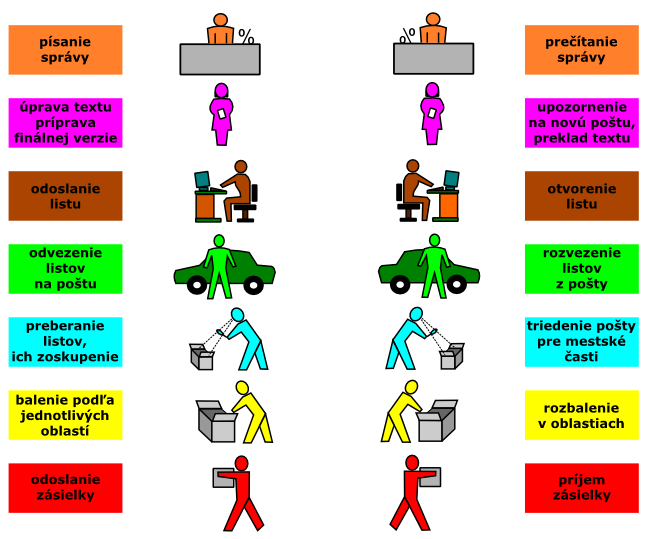 písanie
správy
%
%
prečítanie
správy
úprava textu
príprava
finálnej verzie
upozornenie
na novú poštu,
preklad textu
odoslanie
listu
otvorenie
listu
odvezenie
listov
na poštu
rozvezenie
listov
z pošty
preberanie
listov,
ich zoskupenie
triedenie pošty
pre mestské
časti
balenie podľa
jednotlivých
oblastí
rozbalenie
v oblastiach
odoslanie
zásielky
príjem
zásielky